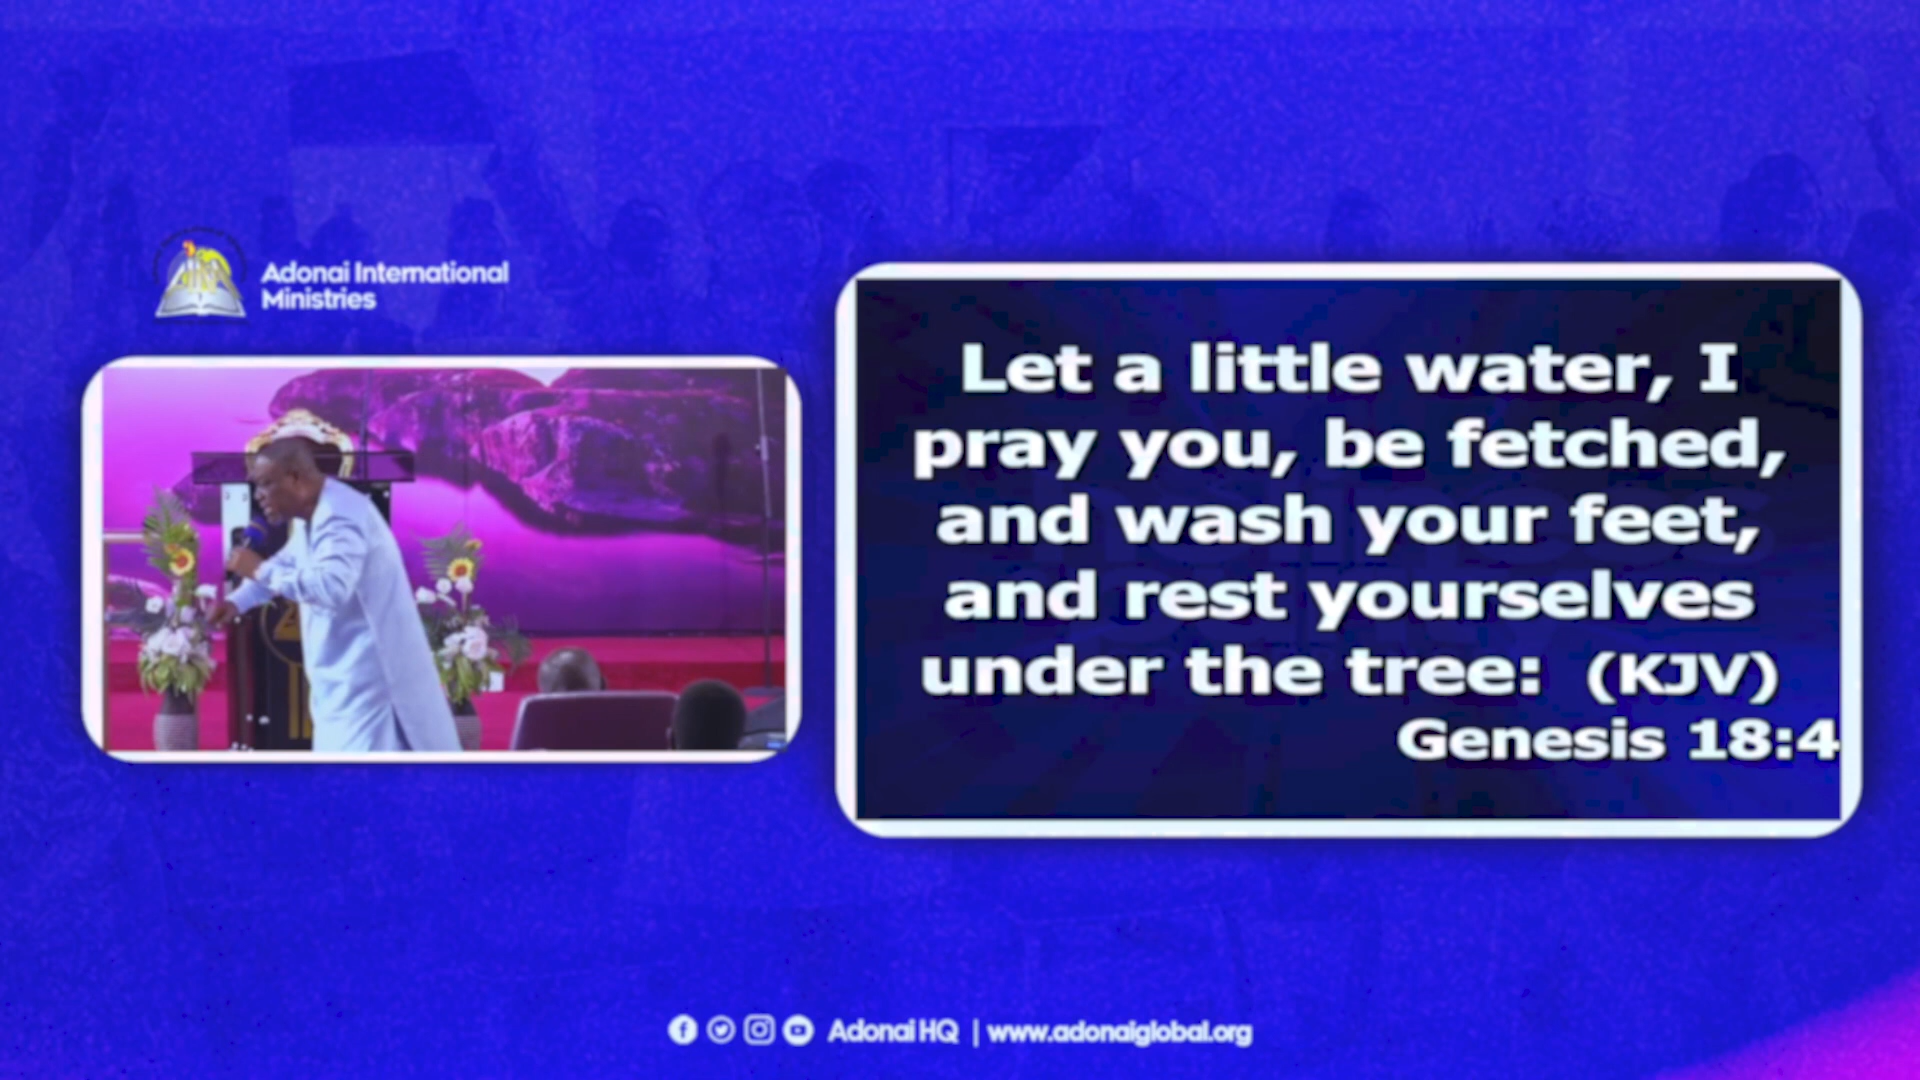 Adonai International
Ministries
Let a little water, I
pray you, be fetched,
and wash your feet,
and rest yourselves
under the tree: (KJV)
Genesis 18:4
Adonai HQ | www.adonaiglobal.org